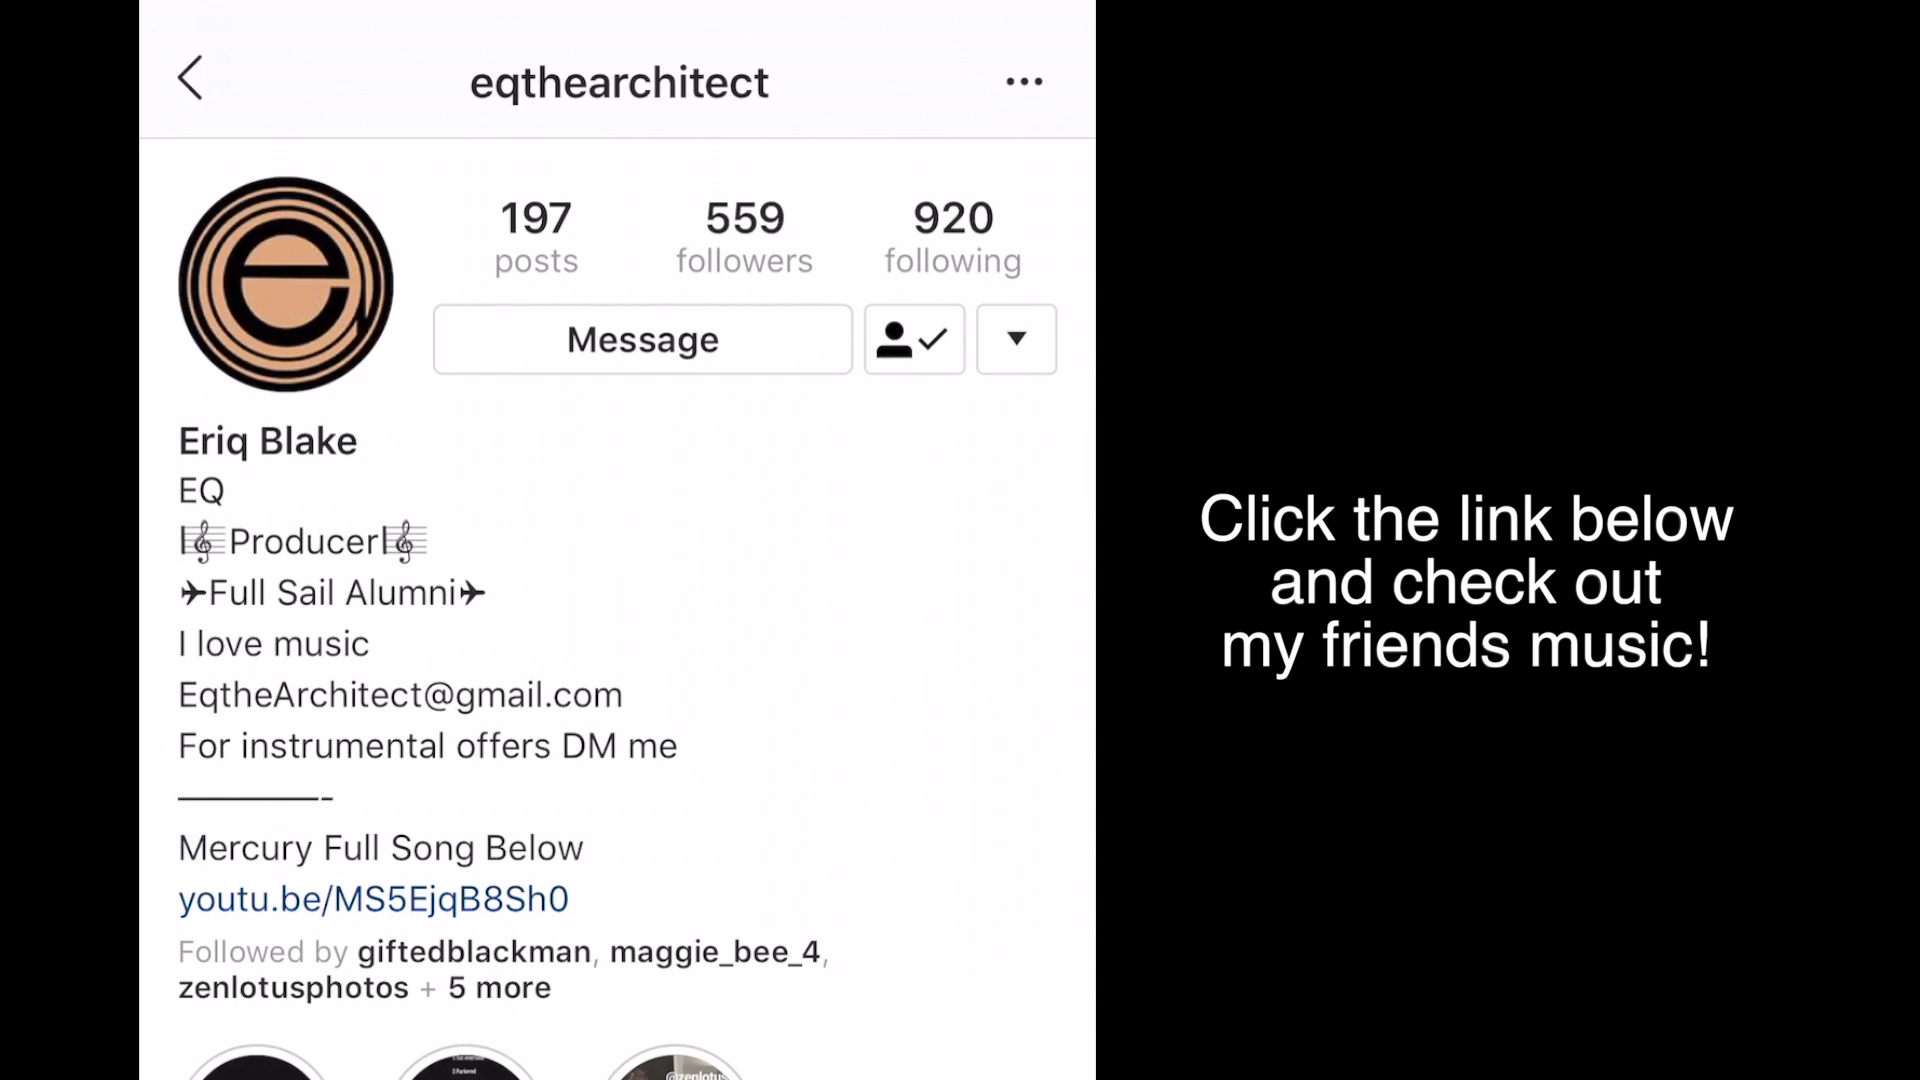 eqthearchitect
197
posts
559
followers
920
following
Message
Eriq Blake
EQ
🎼Producer🎼
✈Full Sail Alumni✈
I love music
EqtheArchitect@gmail.com
For instrumental offers DM me
————-
Mercury Full Song Below
youtu.be/MS5EjqB8Sh0
Followed by giftedblackman, maggie_bee_4,
zenlotusphotos + 5 more
@zenlotus
Click the link below
and check out
my friends music!